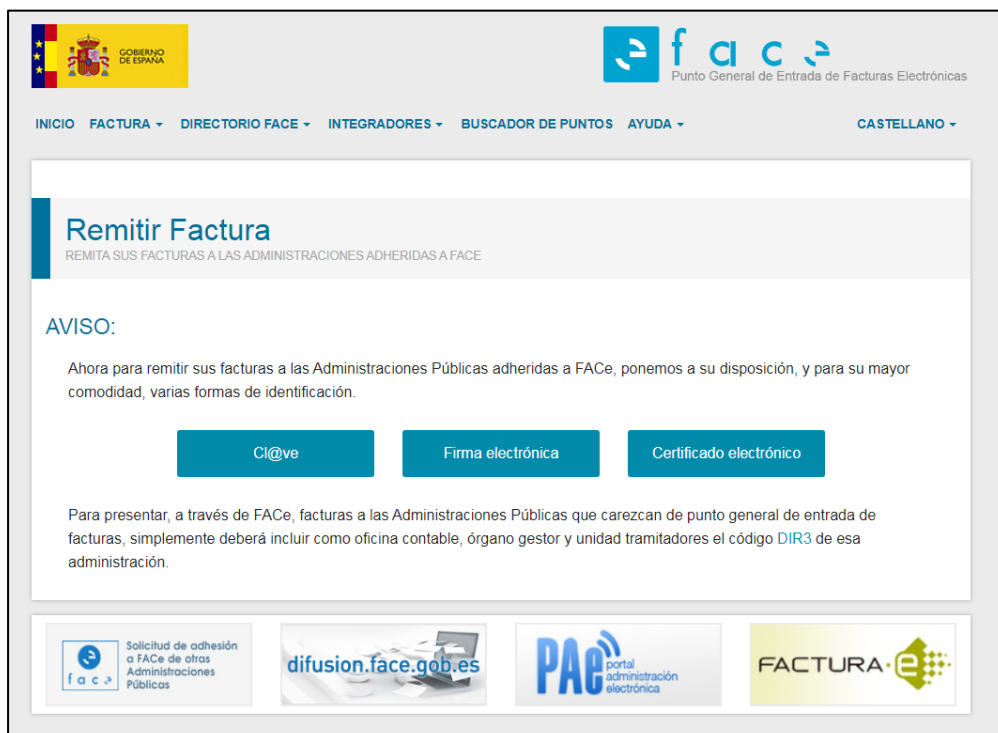 GOBIERNO
DE ESPAÑA
face
Punto General de Entrada de Facturas Electrónicas
INICIO FACTURA DIRECTORIO FACE INTEGRADORES BUSCADOR DE PUNTOS AYUDA CASTELLANO
Remitir Factura
REMITA SUS FACTURAS A LAS ADMINISTRACIONES ADHERIDAS A FACE
AVISO:
Ahora para remitir sus facturas a las Administraciones Públicas adheridas a FACe, ponemos a su disposición, y para su mayor
comodidad, varias formas de identificación.
Cl@ve Firma electrónica Certificado electrónico
Para presentar, a través de FACe, facturas a las Administraciones Públicas que carezcan de punto general de entrada de
facturas, simplemente deberá incluir como oficina contable, órgano gestor y unidad tramitadores el código DIR3 de esa
administración.
face
Solicitud de adhesión
a FACe de otras
Administraciones
Públicas
difusion.face.gob.es
PAe
portal
administración
electrónica
FACTURA·e